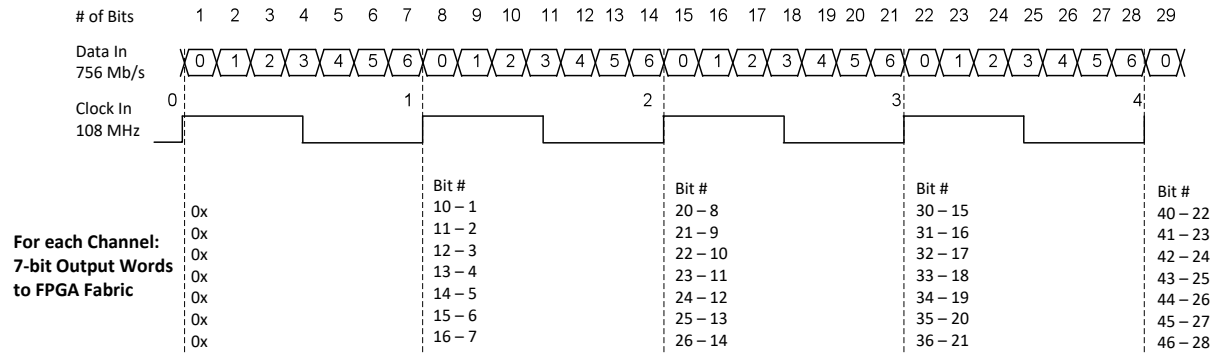 # of Bits 1 2 3 4 5 6 7 8 9 10 11 12 13 14 15 16 17 18 19 20 21 22 23 24 25 26 27 28 29
Data In
756 Mb/s
0 1 2 3 4 5 6 0 1 2 3 4 5 6 0 1 2 3 4 5 6 0 1 2 3 4 5 6 0
0 1 2 3 4
Clock In
108 MHz
For each Channel:
7-bit Output Words
to FPGA Fabric
0x
0x
0x
0x
0x
0x
0x
Bit #
10 – 1
11 – 2
12 – 3
13 – 4
14 – 5
15 – 6
16 – 7
Bit #
20 – 8
21 – 9
22 – 10
23 – 11
24 – 12
25 – 13
26 – 14
Bit #
30 – 15
31 – 16
32 – 17
33 – 18
34 – 19
35 – 20
36 – 21
Bit #
40 – 22
41 – 23
42 – 24
43 – 25
44 – 26
45 – 27
46 – 28